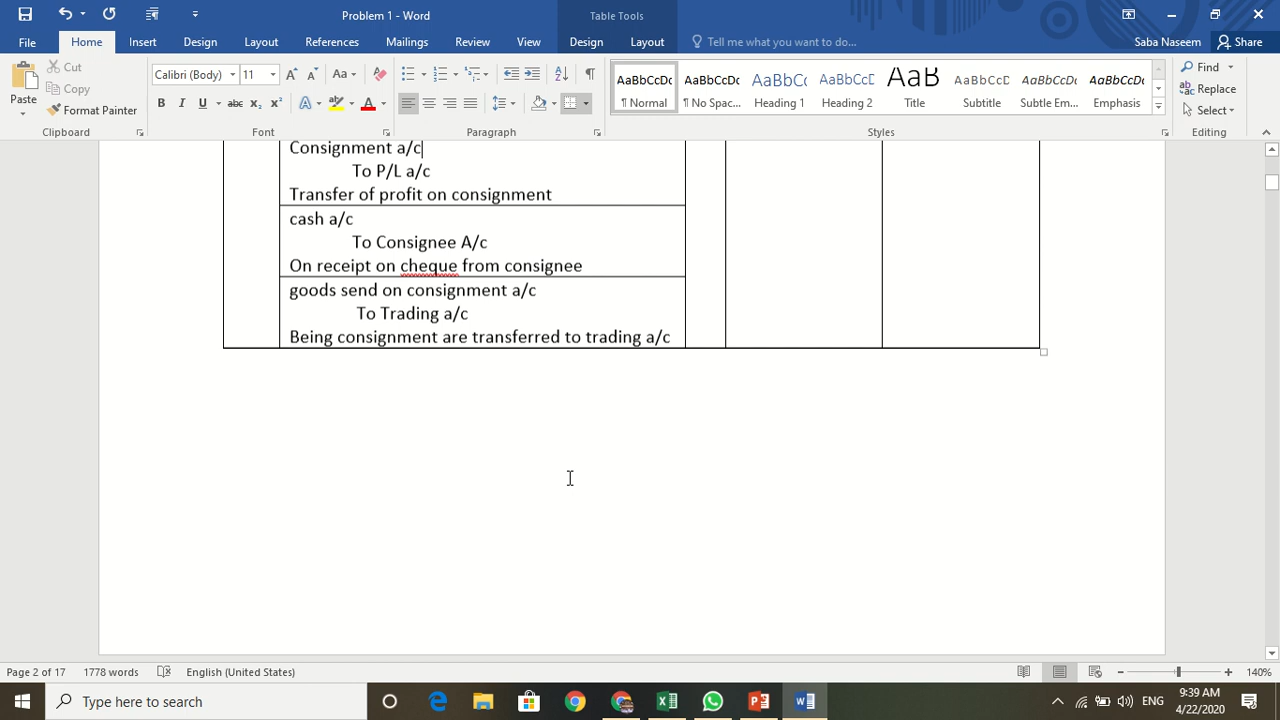 Problem 1 - Word
Table Tools
File Home Insert Design Layout References Mailings Review View Design Layout Tell me what you want to do... Saba Naseem Share
Paste
Cut
Copy
Format Painter
Clipboard
Calibri (Body) 11
Font
Paragraph
AaBbCcDc AaBbCcDc AaBbCc AaBbCcD AaB AaBbCcD AaBbCcDc AaBbCcDc
¶ Normal ¶ No Spac... Heading 1 Heading 2 Title Subtitle Subtle Em... Emphasis
Styles
Find
Replace
Select
Editing
Consignment a/c
To P/L a/c
Transfer of profit on consignment
cash a/c
To Consignee A/c
On receipt on cheque from consignee
goods send on consignment a/c
To Trading a/c
Being consignment are transferred to trading a/c
Page 2 of 17 1778 words English (United States) 140%
Type here to search
ENG
9:39 AM
4/22/2020